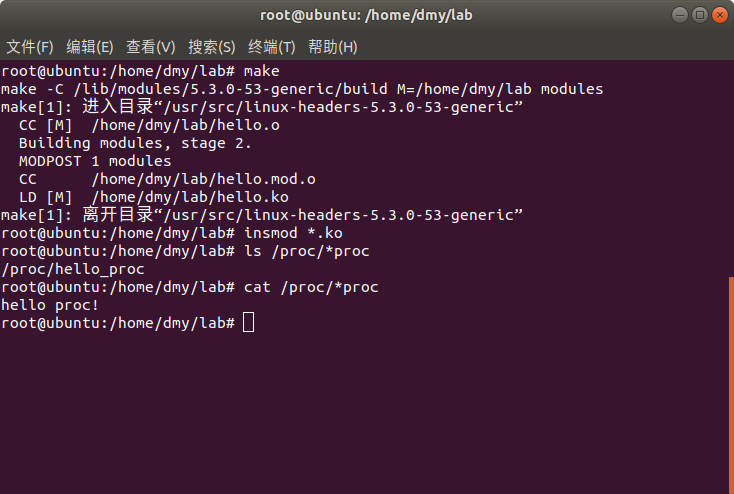 root@ubuntu: /home/dmy/lab
文件(F) 编辑(E) 查看(V) 搜索(S) 终端(T) 帮助(H)
root@ubuntu:/home/dmy/lab# make
make -C /lib/modules/5.3.0-53-generic/build M=/home/dmy/lab modules
make[1]: 进入目录“/usr/src/linux-headers-5.3.0-53-generic”
  CC [M]  /home/dmy/lab/hello.o
  Building modules, stage 2.
  MODPOST 1 modules
  CC      /home/dmy/lab/hello.mod.o
  LD [M]  /home/dmy/lab/hello.ko
make[1]: 离开目录“/usr/src/linux-headers-5.3.0-53-generic”
root@ubuntu:/home/dmy/lab# insmod *.ko
root@ubuntu:/home/dmy/lab# ls /proc/*proc
/proc/hello_proc
root@ubuntu:/home/dmy/lab# cat /proc/*proc
hello proc!
root@ubuntu:/home/dmy/lab#